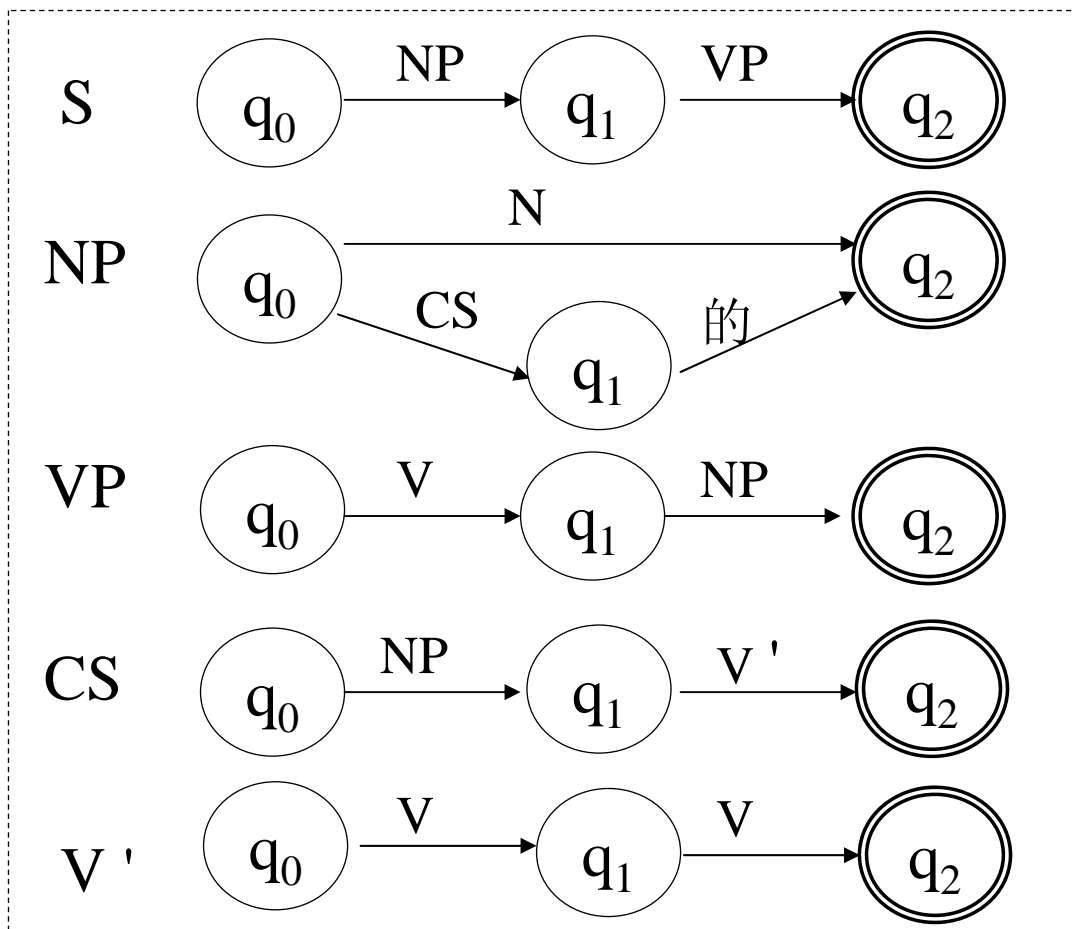 S q0 NP q1 VP q2
NP q0 N q2
CS q1 的
VP q0 V q1 NP q2
CS q0 NP q1 V ' q2
V ' q0 V q1 V q2